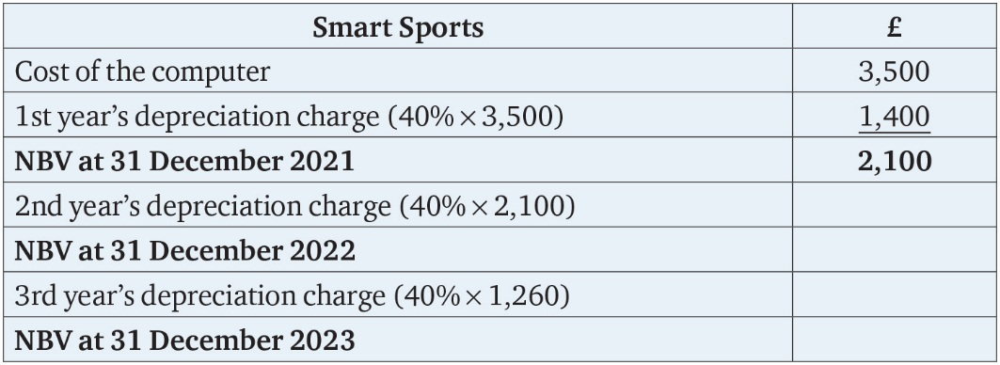 Smart Sports £
Cost of the computer 3,500
1st year’s depreciation charge (40% × 3,500) 1,400
NBV at 31 December 2021 2,100
2nd year’s depreciation charge (40% × 2,100)
NBV at 31 December 2022
3rd year’s depreciation charge (40% × 1,260)
NBV at 31 December 2023